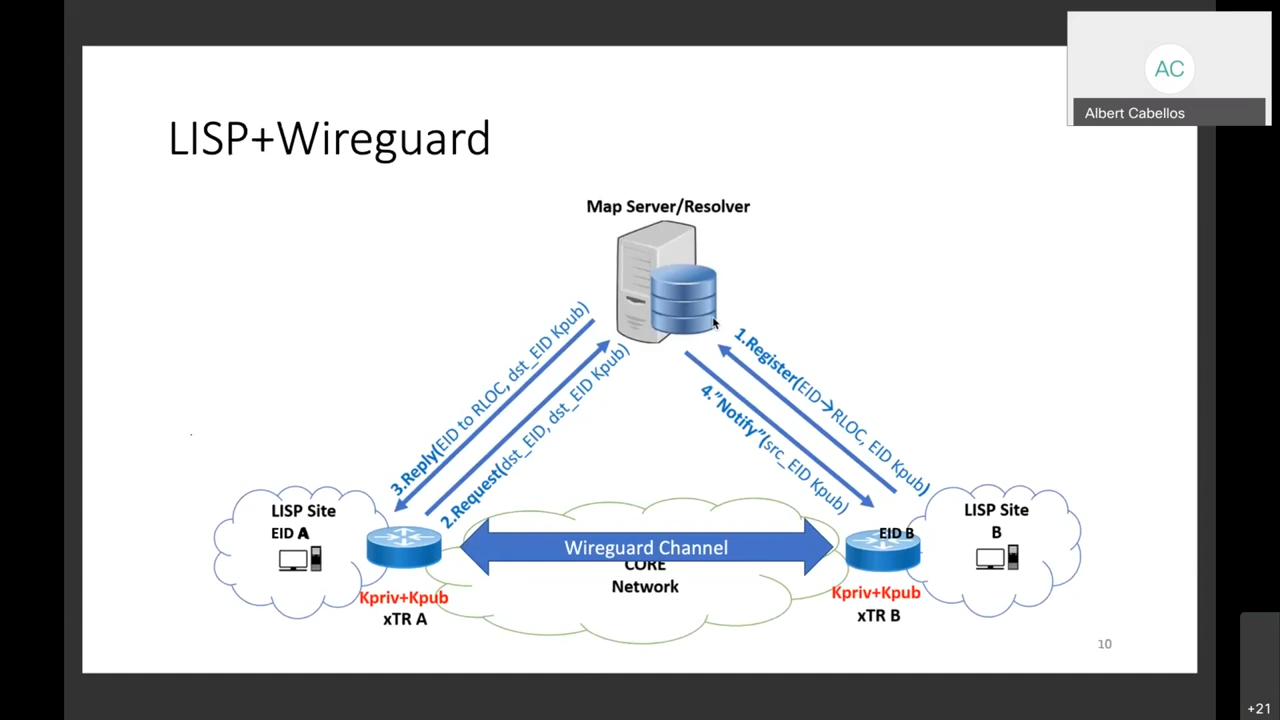 AC
Albert Cabellos
LISP+Wireguard
Map Server/Resolver
3.Reply(EID to RLOC, dst_EID Kpub)
2.Request(dst_EID, dst_EID Kpub)
1.Register(EID→RLOC, EID Kpub)
4."Notify"(src_EID Kpub)
LISP Site
EID A
Kpriv+Kpub
xTR A
Wireguard Channel
CORE
Network
EID B
Kpriv+Kpub
xTR B
LISP Site
B
10
+21